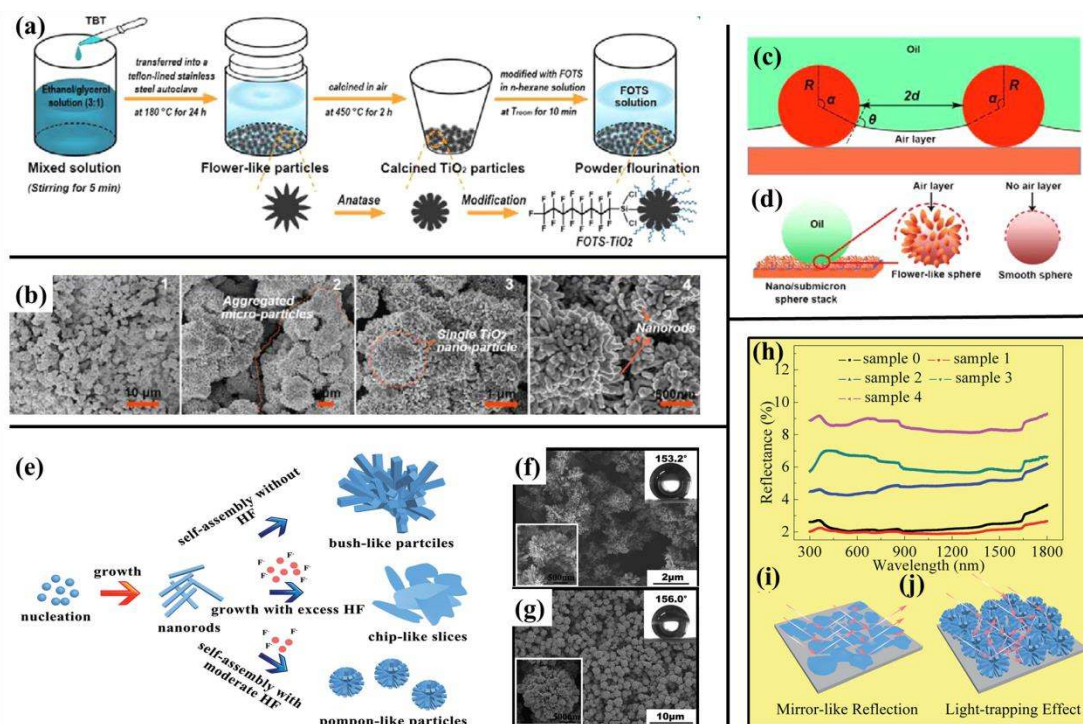 (a)
TBT
Ethanol/glycerol
solution (3:1)
Mixed solution
(Stirring for 5 min)
transferred into a
teflon-lined stainless
steel autoclave
at 180 °C for 24 h
Flower-like particles
calcined in air
at 450 °C for 2 h
Calcined TiO₂ particles
modified with FOTS
in n-hexane solution
at Troom for 10 min
FOTS
solution
Powder flourination
Anatase
Modification
F F F F F F
F
F F F F F F
Si
Cl
Cl
FOTS-TiO₂
(b)
1
10 μm
2
Aggregated
micro-particles
3
Single TiO₂
nano-particle
1 μm
4
Nanorods
500nm
(c)
Oil
R
α
2d
θ
R
α
Air layer
(d)
Oil
Nano/submicron
sphere stack
Air layer
Flower-like sphere
No air layer
Smooth sphere
(e)
nucleation
growth
nanorods
self-assembly without
HF
bush-like partciles
F-
growth with excess HF
chip-like slices
F-
self-assembly with
moderate HF
pompon-like particles
(f)
153.2°
500nm
2μm
(g)
156.0°
500nm
10μm
(h)
sample 0
sample 1
sample 2
sample 3
sample 4
Reflectance (%)
10
8
6
4
2
300 600 900 1200 1500 1800
Wavelength (nm)
(i)
Mirror-like Reflection
(j)
Light-trapping Effect